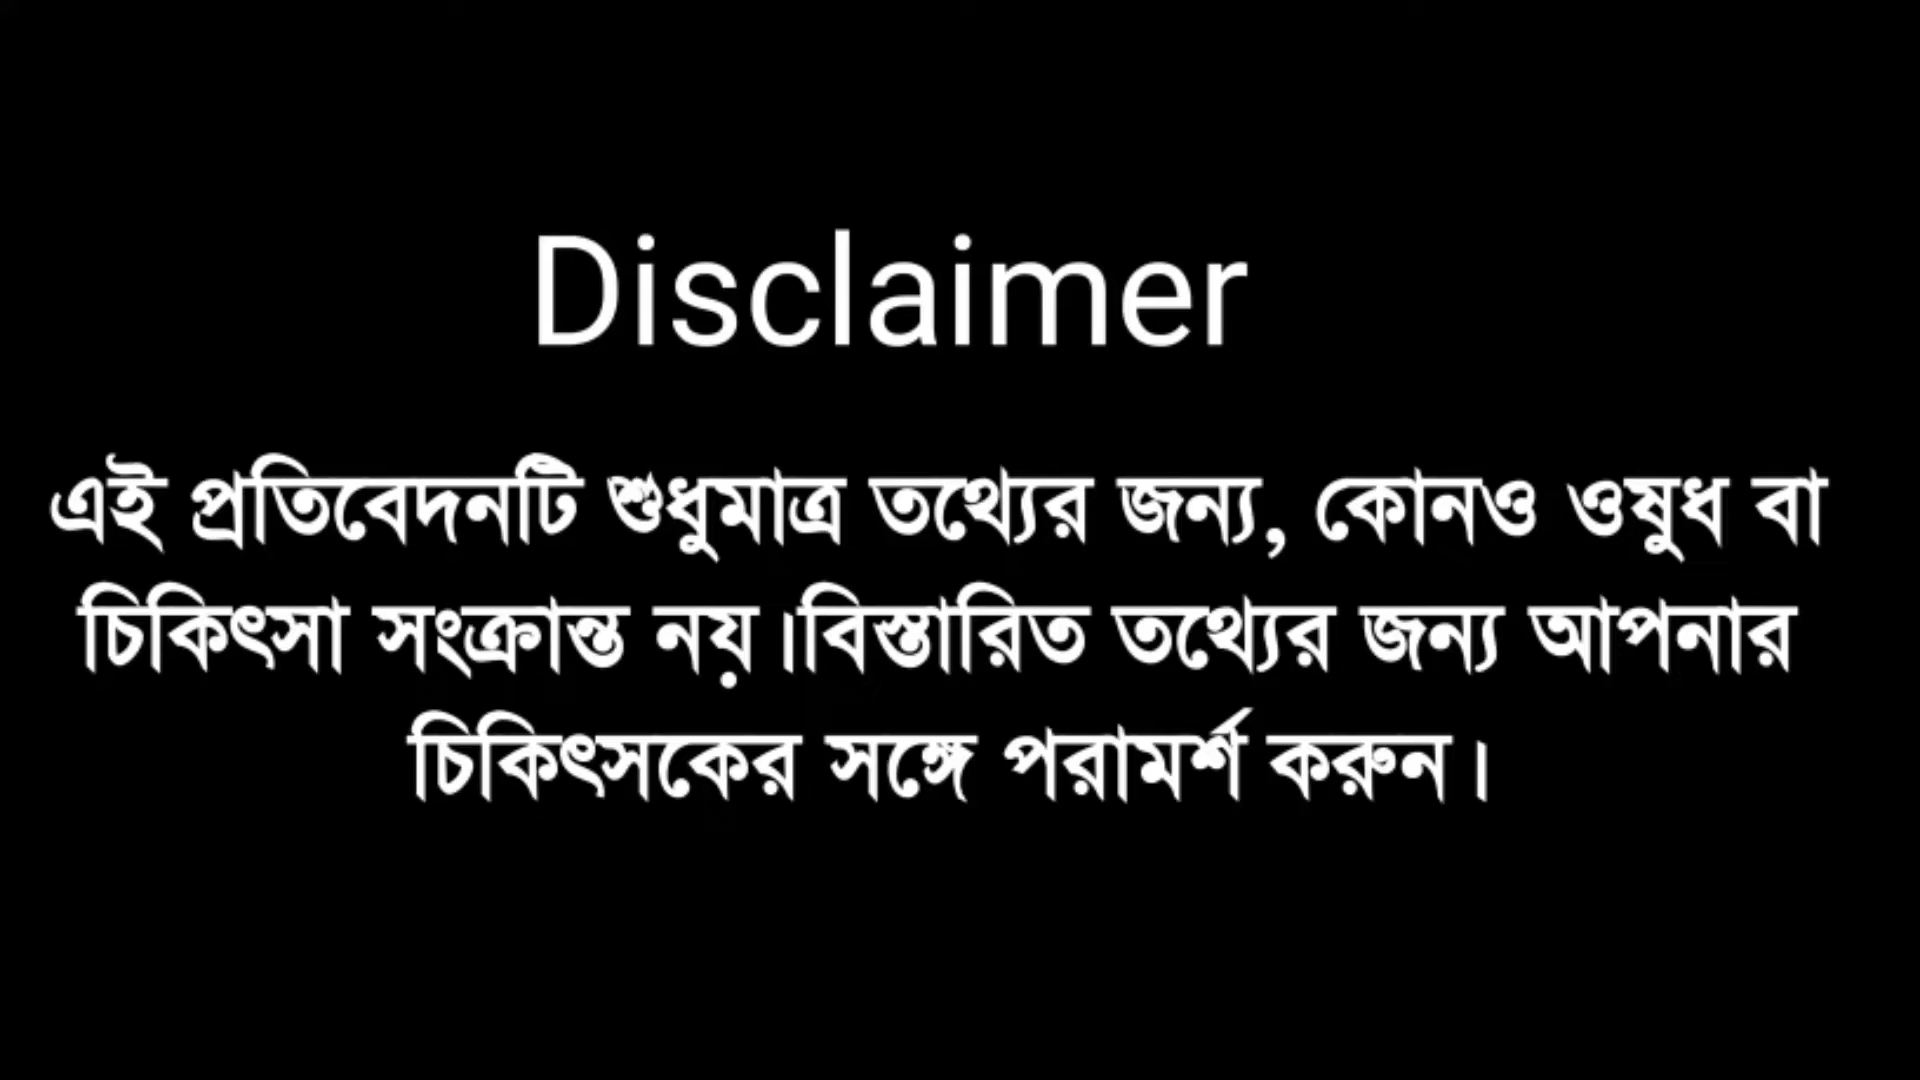 Disclaimer
এই প্রতিবেদনটি শুধুমাত্র তথ্যের জন্য, কোনও ওষুধ বা
চিকিৎসা সংক্রান্ত নয়।বিস্তারিত তথ্যের জন্য আপনার
চিকিৎসকের সঙ্গে পরামর্শ করুন।